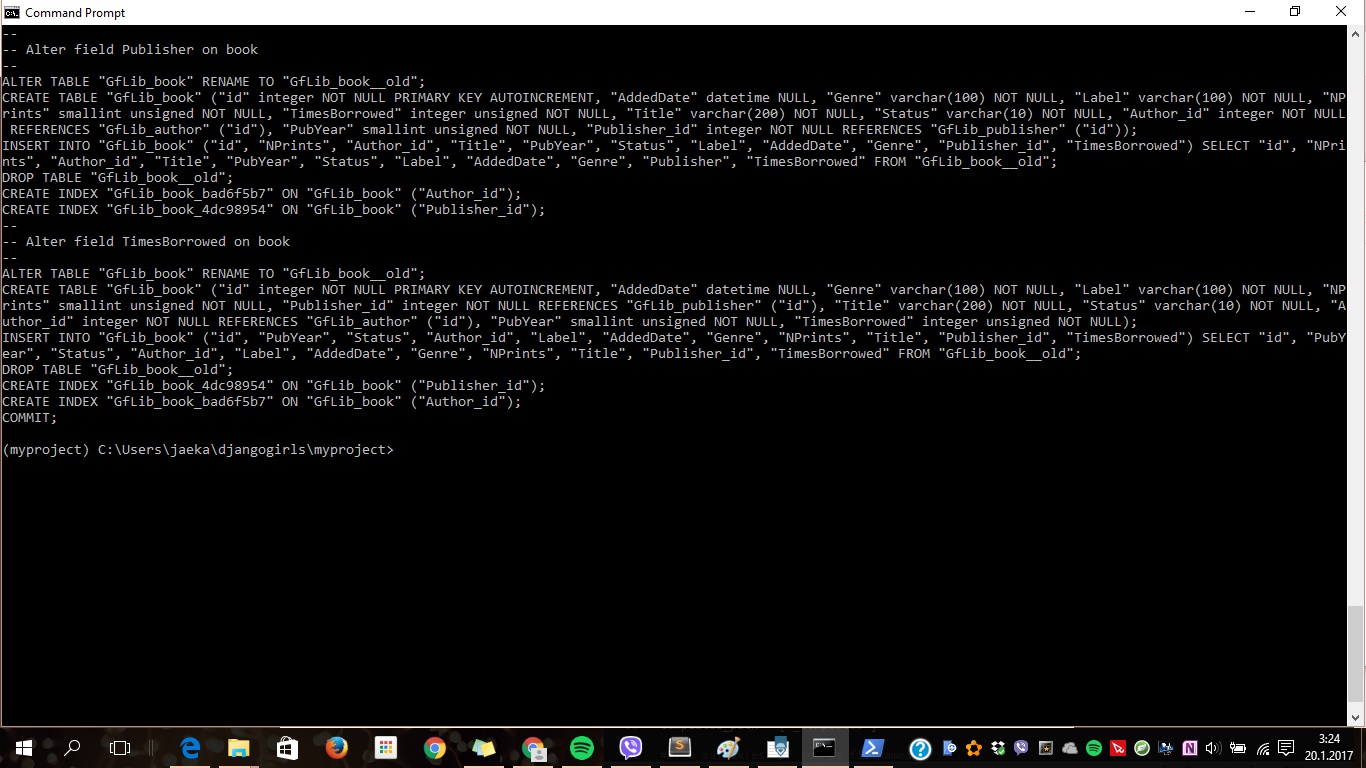 Command Prompt
--
-- Alter field Publisher on book
--
ALTER TABLE "GfLib_book" RENAME TO "GfLib_book__old";
CREATE TABLE "GfLib_book" ("id" integer NOT NULL PRIMARY KEY AUTOINCREMENT, "AddedDate" datetime NULL, "Genre" varchar(100) NOT NULL, "Label" varchar(100) NOT NULL, "NP
rints" smallint unsigned NOT NULL, "TimesBorrowed" integer unsigned NOT NULL, "Title" varchar(200) NOT NULL, "Status" varchar(10) NOT NULL, "Author_id" integer NOT NULL
 REFERENCES "GfLib_author" ("id"), "PubYear" smallint unsigned NOT NULL, "Publisher_id" integer NOT NULL REFERENCES "GfLib_publisher" ("id"));
INSERT INTO "GfLib_book" ("id", "NPrints", "Author_id", "Title", "PubYear", "Status", "Label", "AddedDate", "Genre", "Publisher_id", "TimesBorrowed") SELECT "id", "NPri
nts", "Author_id", "Title", "PubYear", "Status", "Label", "AddedDate", "Genre", "Publisher", "TimesBorrowed" FROM "GfLib_book__old";
DROP TABLE "GfLib_book__old";
CREATE INDEX "GfLib_book_bad6f5b7" ON "GfLib_book" ("Author_id");
CREATE INDEX "GfLib_book_4dc98954" ON "GfLib_book" ("Publisher_id");
--
-- Alter field TimesBorrowed on book
--
ALTER TABLE "GfLib_book" RENAME TO "GfLib_book__old";
CREATE TABLE "GfLib_book" ("id" integer NOT NULL PRIMARY KEY AUTOINCREMENT, "AddedDate" datetime NULL, "Genre" varchar(100) NOT NULL, "Label" varchar(100) NOT NULL, "NP
rints" smallint unsigned NOT NULL, "Publisher_id" integer NOT NULL REFERENCES "GfLib_publisher" ("id"), "Title" varchar(200) NOT NULL, "Status" varchar(10) NOT NULL, "A
uthor_id" integer NOT NULL REFERENCES "GfLib_author" ("id"), "PubYear" smallint unsigned NOT NULL, "TimesBorrowed" integer unsigned NOT NULL);
INSERT INTO "GfLib_book" ("id", "PubYear", "Status", "Author_id", "Label", "AddedDate", "Genre", "NPrints", "Title", "Publisher_id", "TimesBorrowed") SELECT "id", "PubY
ear", "Status", "Author_id", "Label", "AddedDate", "Genre", "NPrints", "Title", "Publisher_id", "TimesBorrowed" FROM "GfLib_book__old";
DROP TABLE "GfLib_book__old";
CREATE INDEX "GfLib_book_4dc98954" ON "GfLib_book" ("Publisher_id");
CREATE INDEX "GfLib_book_bad6f5b7" ON "GfLib_book" ("Author_id");
COMMIT;
(myproject) C:\Users\jaeka\djangogirls\myproject>
3:24
20.1.2017